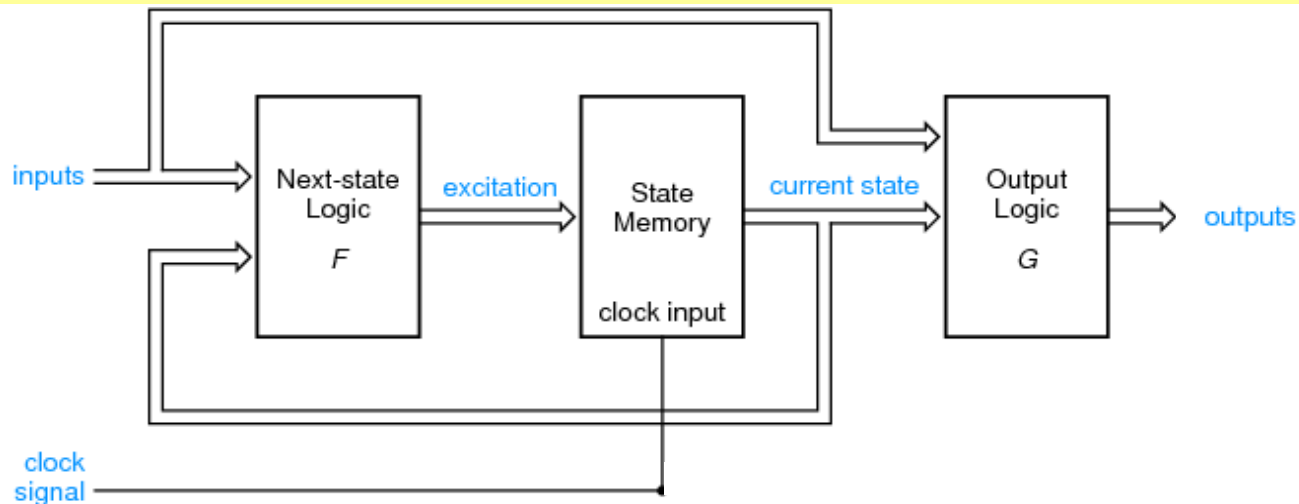 inputs
Next-state
Logic
F
excitation
State
Memory
clock input
current state
Output
Logic
G
outputs
clock
signal